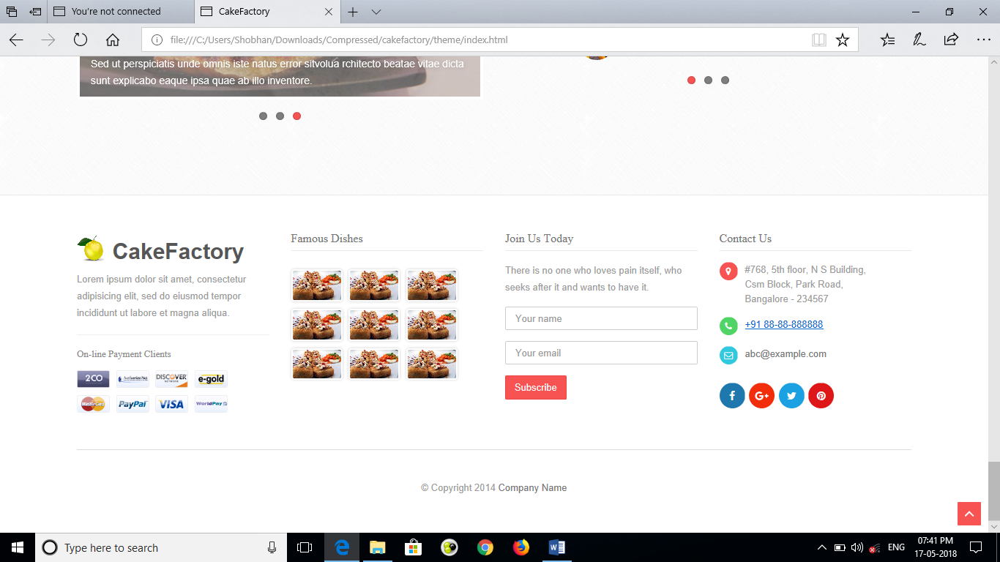 You're not connected
CakeFactory
file:///C:/Users/Shobhan/Downloads/Compressed/cakefactory/theme/index.html
Sed ut perspiciatis unde omnis iste natus error sitvolua rchitecto beatae vitae dicta
sunt explicabo eaque ipsa quae ab illo inventore.
CakeFactory
Lorem ipsum dolor sit amet, consectetur
adipisicing elit, sed do eiusmod tempor
incididunt ut labore et magna aliqua.
On-line Payment Clients
2CO
Authorize.Net
DISCOVER
NETWORK
e-gold
MasterCard
PayPal
VISA
WorldPay
Famous Dishes
Join Us Today
There is no one who loves pain itself, who
seeks after it and wants to have it.
Your name
Your email
Subscribe
Contact Us
#768, 5th floor, N S Building,
Csm Block, Park Road,
Bangalore - 234567
+91 88-88-888888
abc@example.com
© Copyright 2014 Company Name
Type here to search
ENG
07:41 PM
17-05-2018